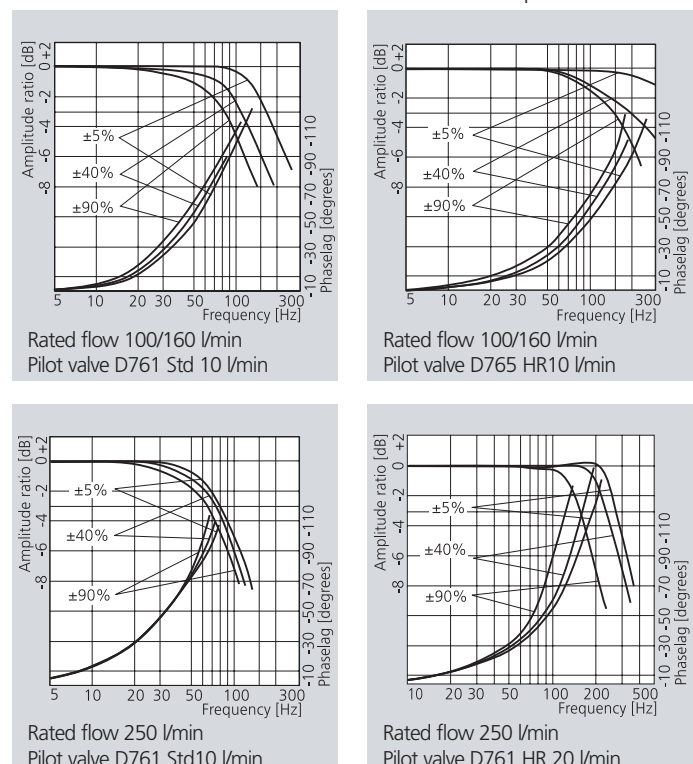 Amplitude ratio [dB]
+2
0
-2
-4
-6
-8
±5%
±40%
±90%
-110
-90
-70
-50
-30
-10
Phaselag [degrees]
5 10 20 30 50 100 300
Frequency [Hz]
Rated flow 100/160 l/min
Pilot valve D761 Std 10 l/min
Amplitude ratio [dB]
+2
0
-2
-4
-6
-8
±5%
±40%
±90%
-110
-90
-70
-50
-30
-10
Phaselag [degrees]
5 10 20 30 50 100 300
Frequency [Hz]
Rated flow 100/160 l/min
Pilot valve D765 HR10 l/min
Amplitude ratio [dB]
+2
0
-2
-4
-6
-8
±5%
±40%
±90%
-110
-90
-70
-50
-30
-10
Phaselag [degrees]
5 10 20 30 50 100 300
Frequency [Hz]
Rated flow 250 l/min
Pilot valve D761 Std10 l/min
Amplitude ratio [dB]
+2
0
-2
-4
-6
-8
±5%
±40%
±90%
-110
-90
-70
-50
-30
-10
Phaselag [degrees]
10 20 30 50 100 200 500
Frequency [Hz]
Rated flow 250 l/min
Pilot valve D761 HR 20 l/min